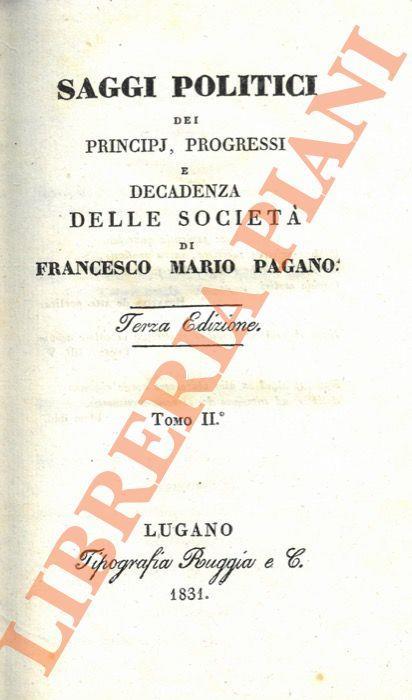 SAGGI POLITICI
DEI
PRINCIPJ, PROGRESSI
E
DECADENZA
DELLE SOCIETÀ
DI
FRANCESCO MARIO PAGANO.
Terza Edizione.
Tomo II.°
LUGANO
Tipografia Ruggia e C.
1831.
LIBRERIA PIANI